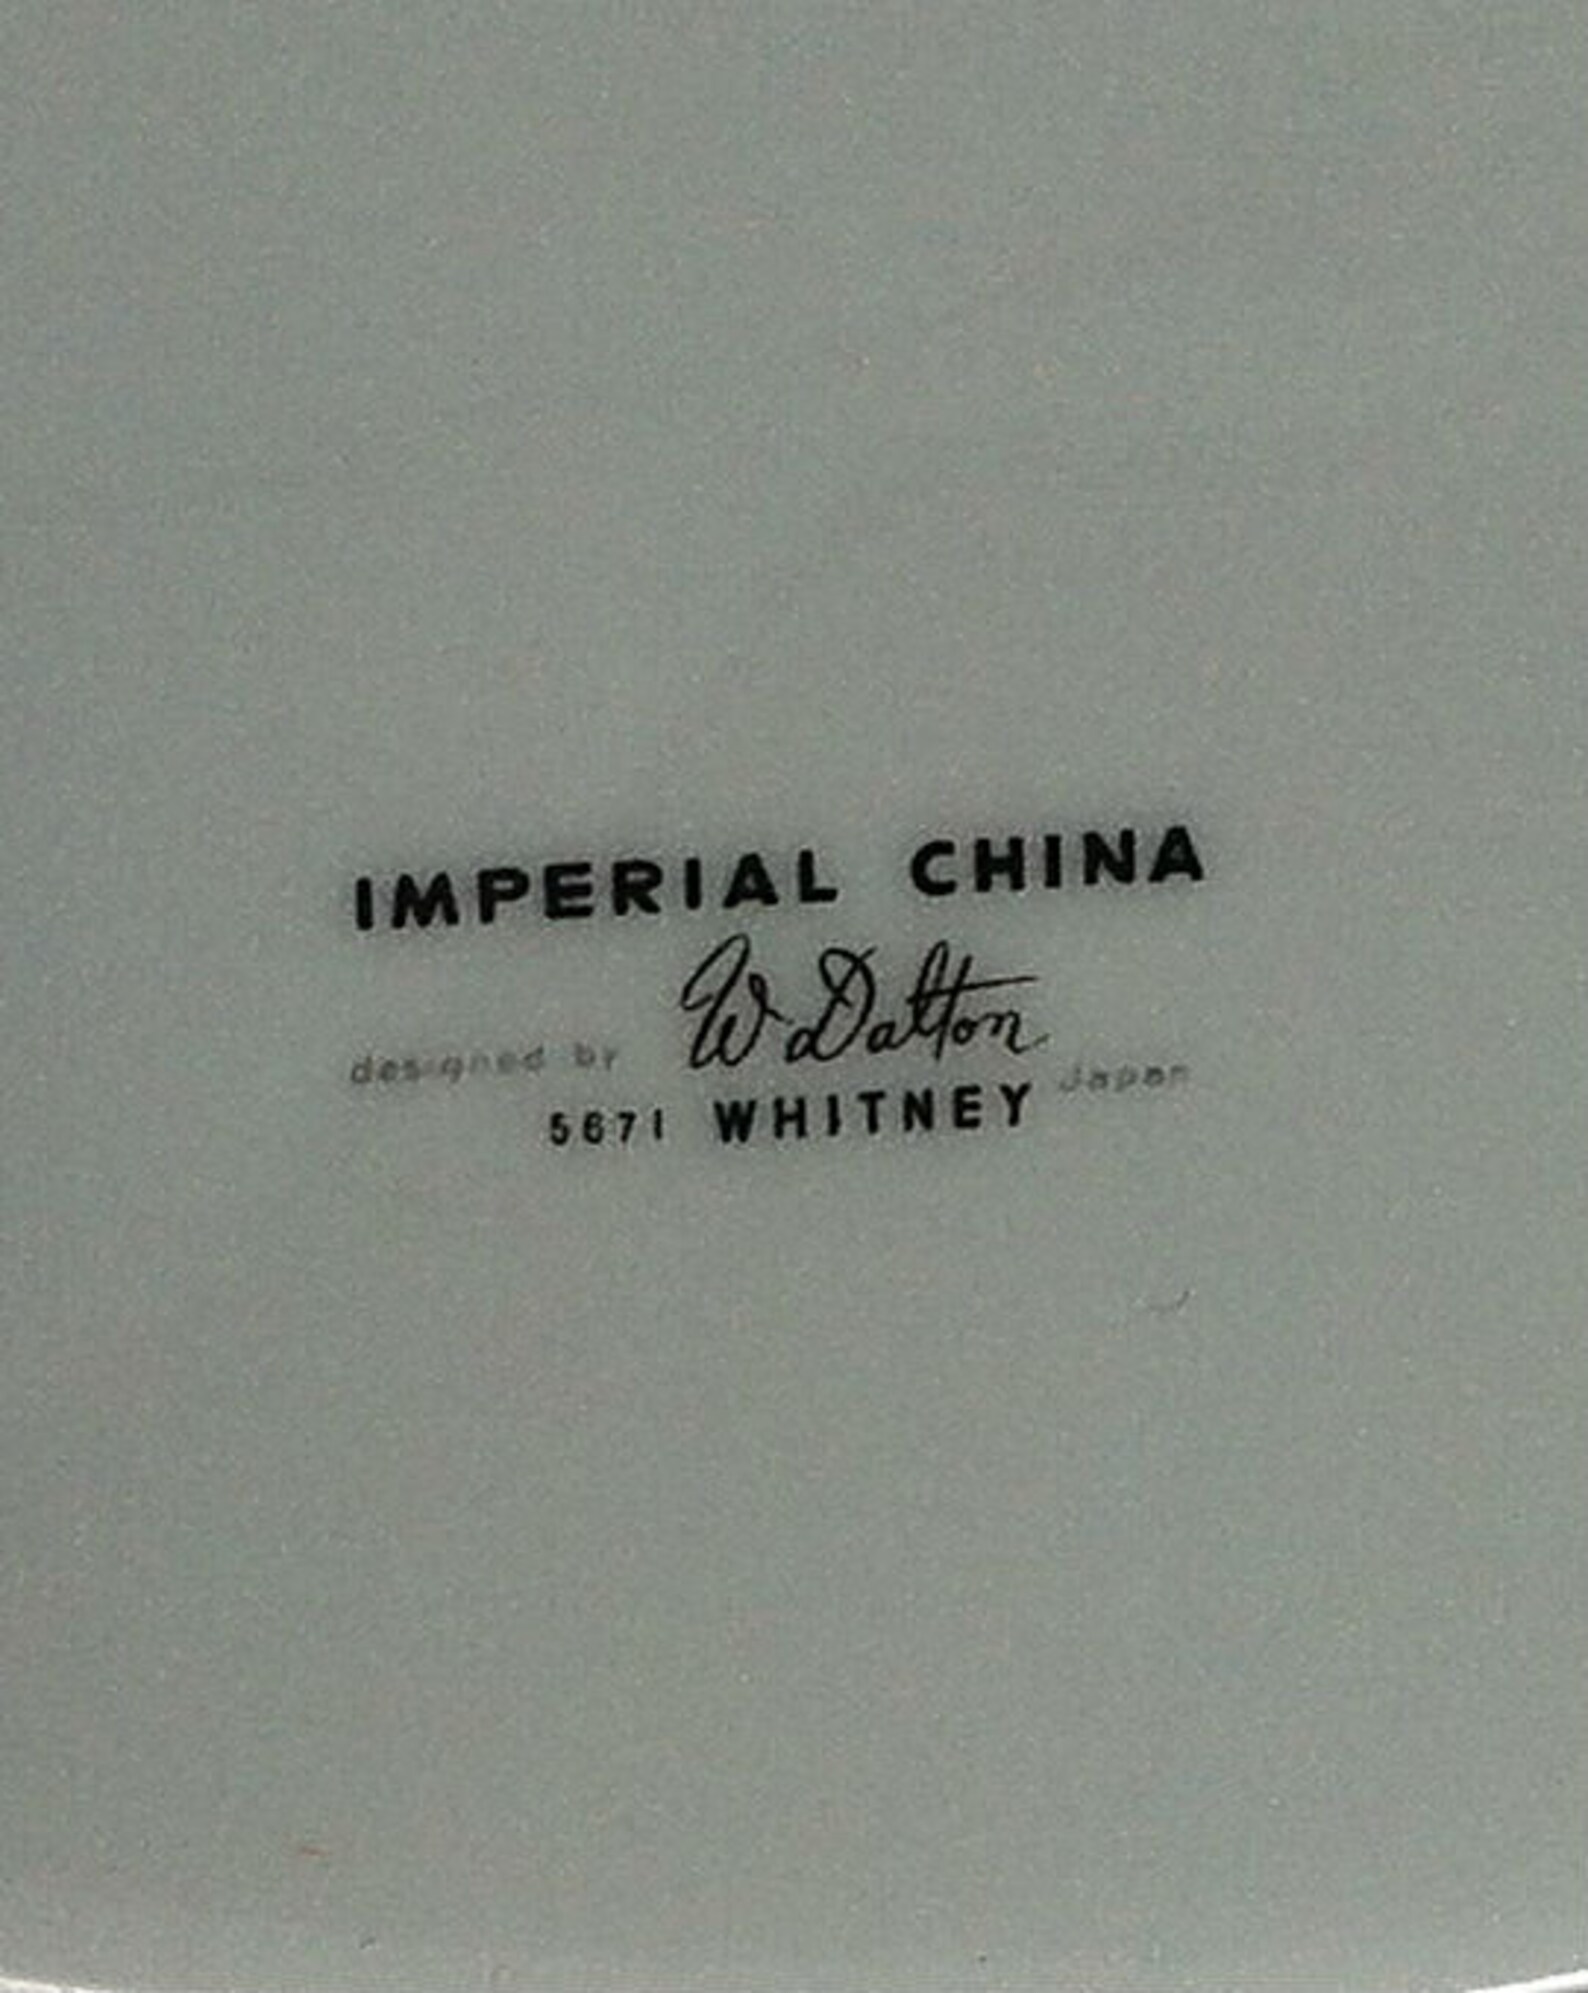 IMPERIAL CHINA
designed by W. Dalton Japan
5671 WHITNEY